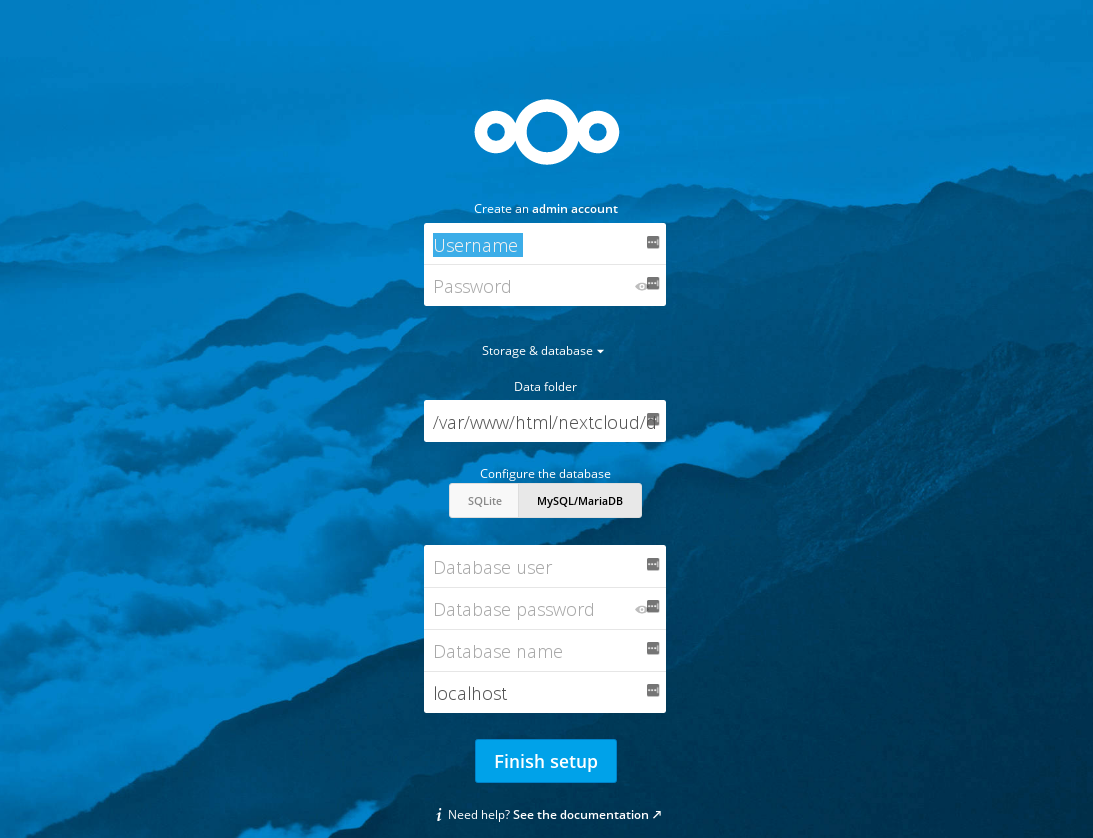 Create an admin account
Username
Password
Storage & database
Data folder
/var/www/html/nextcloud/d
Configure the database
SQLite MySQL/MariaDB
Database user
Database password
Database name
localhost
Finish setup
i Need help? See the documentation ↗